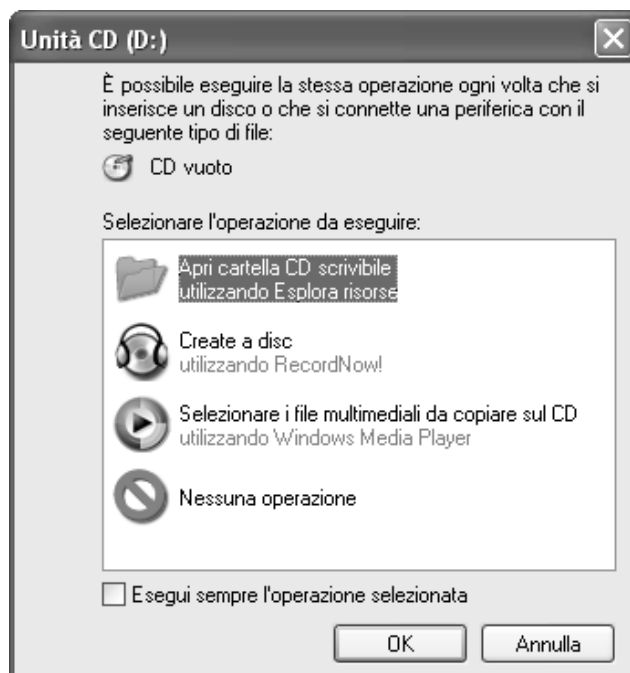 Unità CD (D:)
È possibile eseguire la stessa operazione ogni volta che si
inserisce un disco o che si connette una periferica con il
seguente tipo di file:
CD vuoto
Selezionare l'operazione da eseguire:
Apri cartella CD scrivibile
utilizzando Esplora risorse
Create a disc
utilizzando RecordNow!
Selezionare i file multimediali da copiare sul CD
utilizzando Windows Media Player
Nessuna operazione
Esegui sempre l'operazione selezionata
OK
Annulla